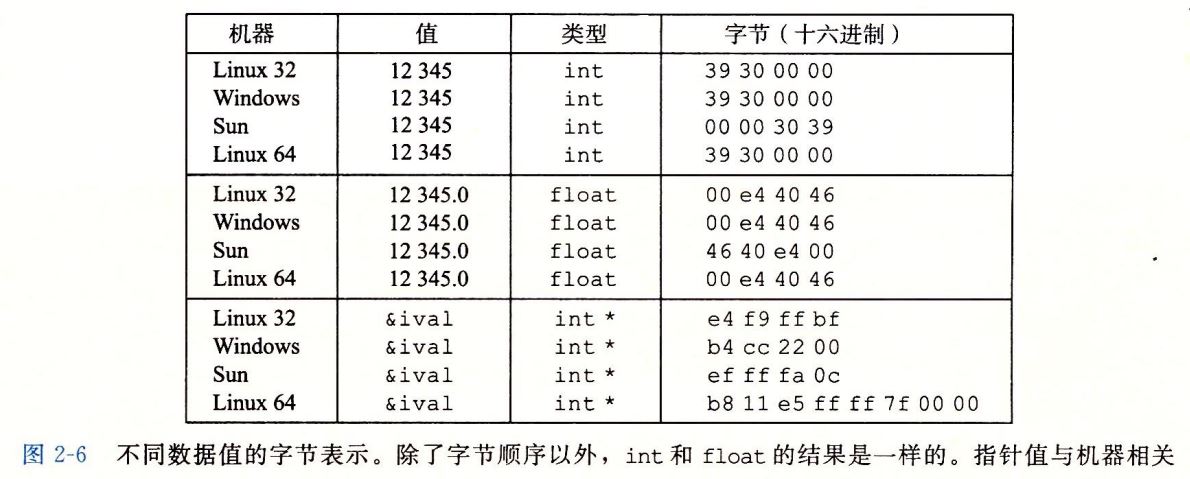 机器 值 类型 字节（十六进制）
Linux 32 12 345 int 39 30 00 00
Windows 12 345 int 39 30 00 00
Sun 12 345 int 00 00 30 39
Linux 64 12 345 int 39 30 00 00
Linux 32 12 345.0 float 00 e4 40 46
Windows 12 345.0 float 00 e4 40 46
Sun 12 345.0 float 46 40 e4 00
Linux 64 12 345.0 float 00 e4 40 46
Linux 32 &ival int * e4 f9 ff bf
Windows &ival int * b4 cc 22 00
Sun &ival int * ef ff fa 0c
Linux 64 &ival int * b8 11 e5 ff ff 7f 00 00
图 2-6 不同数据值的字节表示。除了字节顺序以外，int 和 float 的结果是一样的。指针值与机器相关